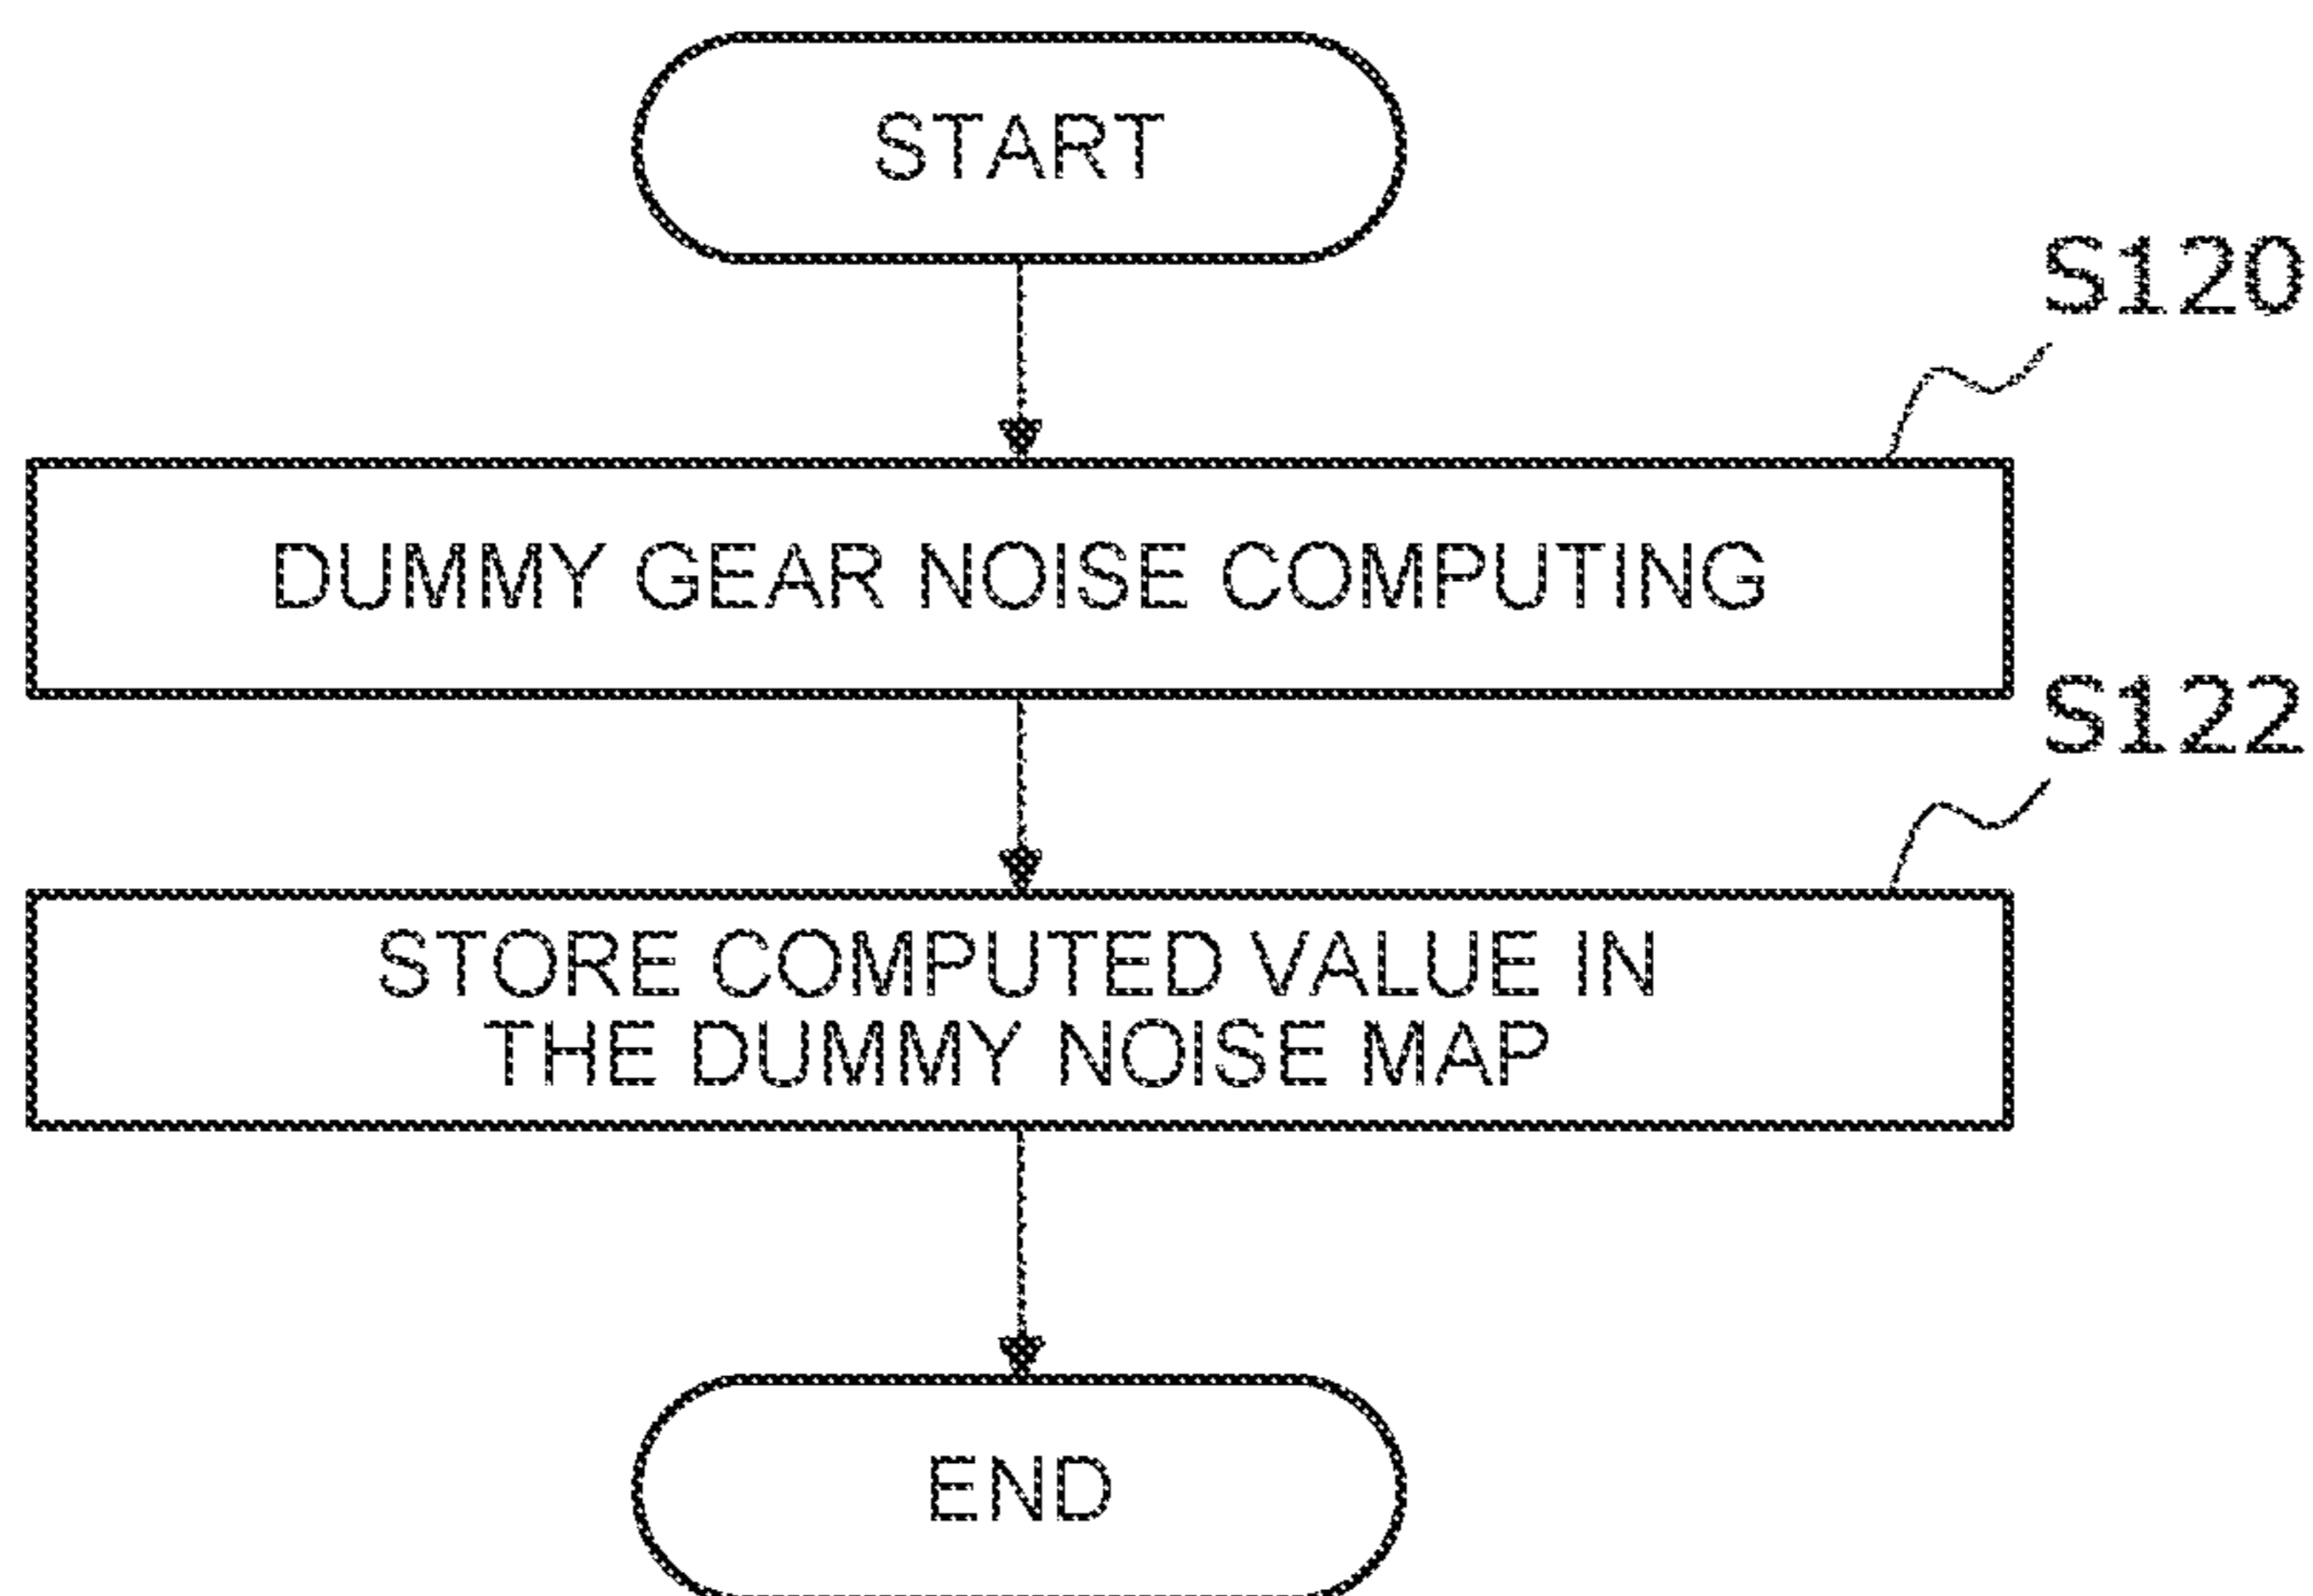 START
S120
DUMMY GEAR NOISE COMPUTING
S122
STORE COMPUTED VALUE IN
THE DUMMY NOISE MAP
END